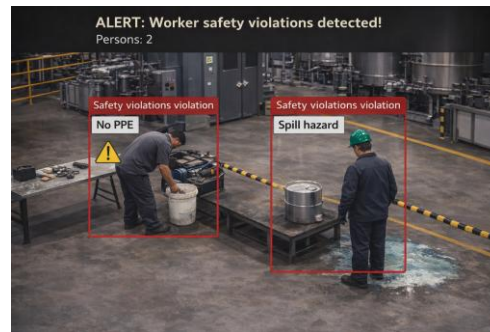 ALERT: Worker safety violations detected!
Persons: 2
Safety violations violation
Safety violations violation
No PPE
Spill hazard